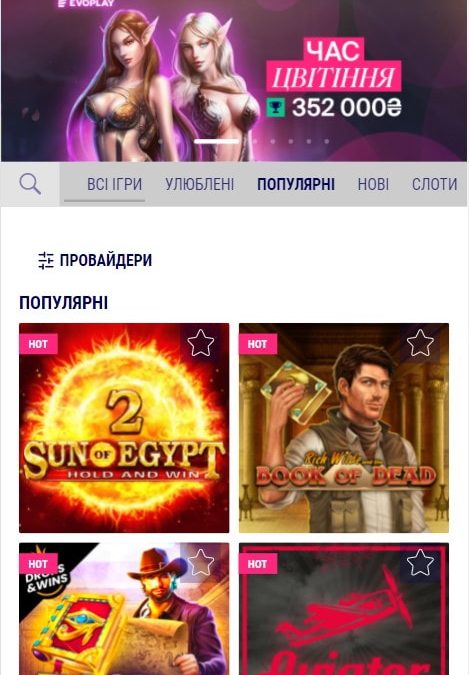 EVOPLAY
ЧАС
ЦВІТІННЯ
352 000₴
ВСІ ІГРИ
УЛЮБЛЕНІ
ПОПУЛЯРНІ
НОВІ
СЛОТИ
ПРОВАЙДЕРИ
ПОПУЛЯРНІ
HOT
2
SUN OF EGYPT
HOLD AND WIN
HOT
Rich Wilde and the
BOOK OF DEAD
HOT
DROPS
& WINS
HOT
Aviator